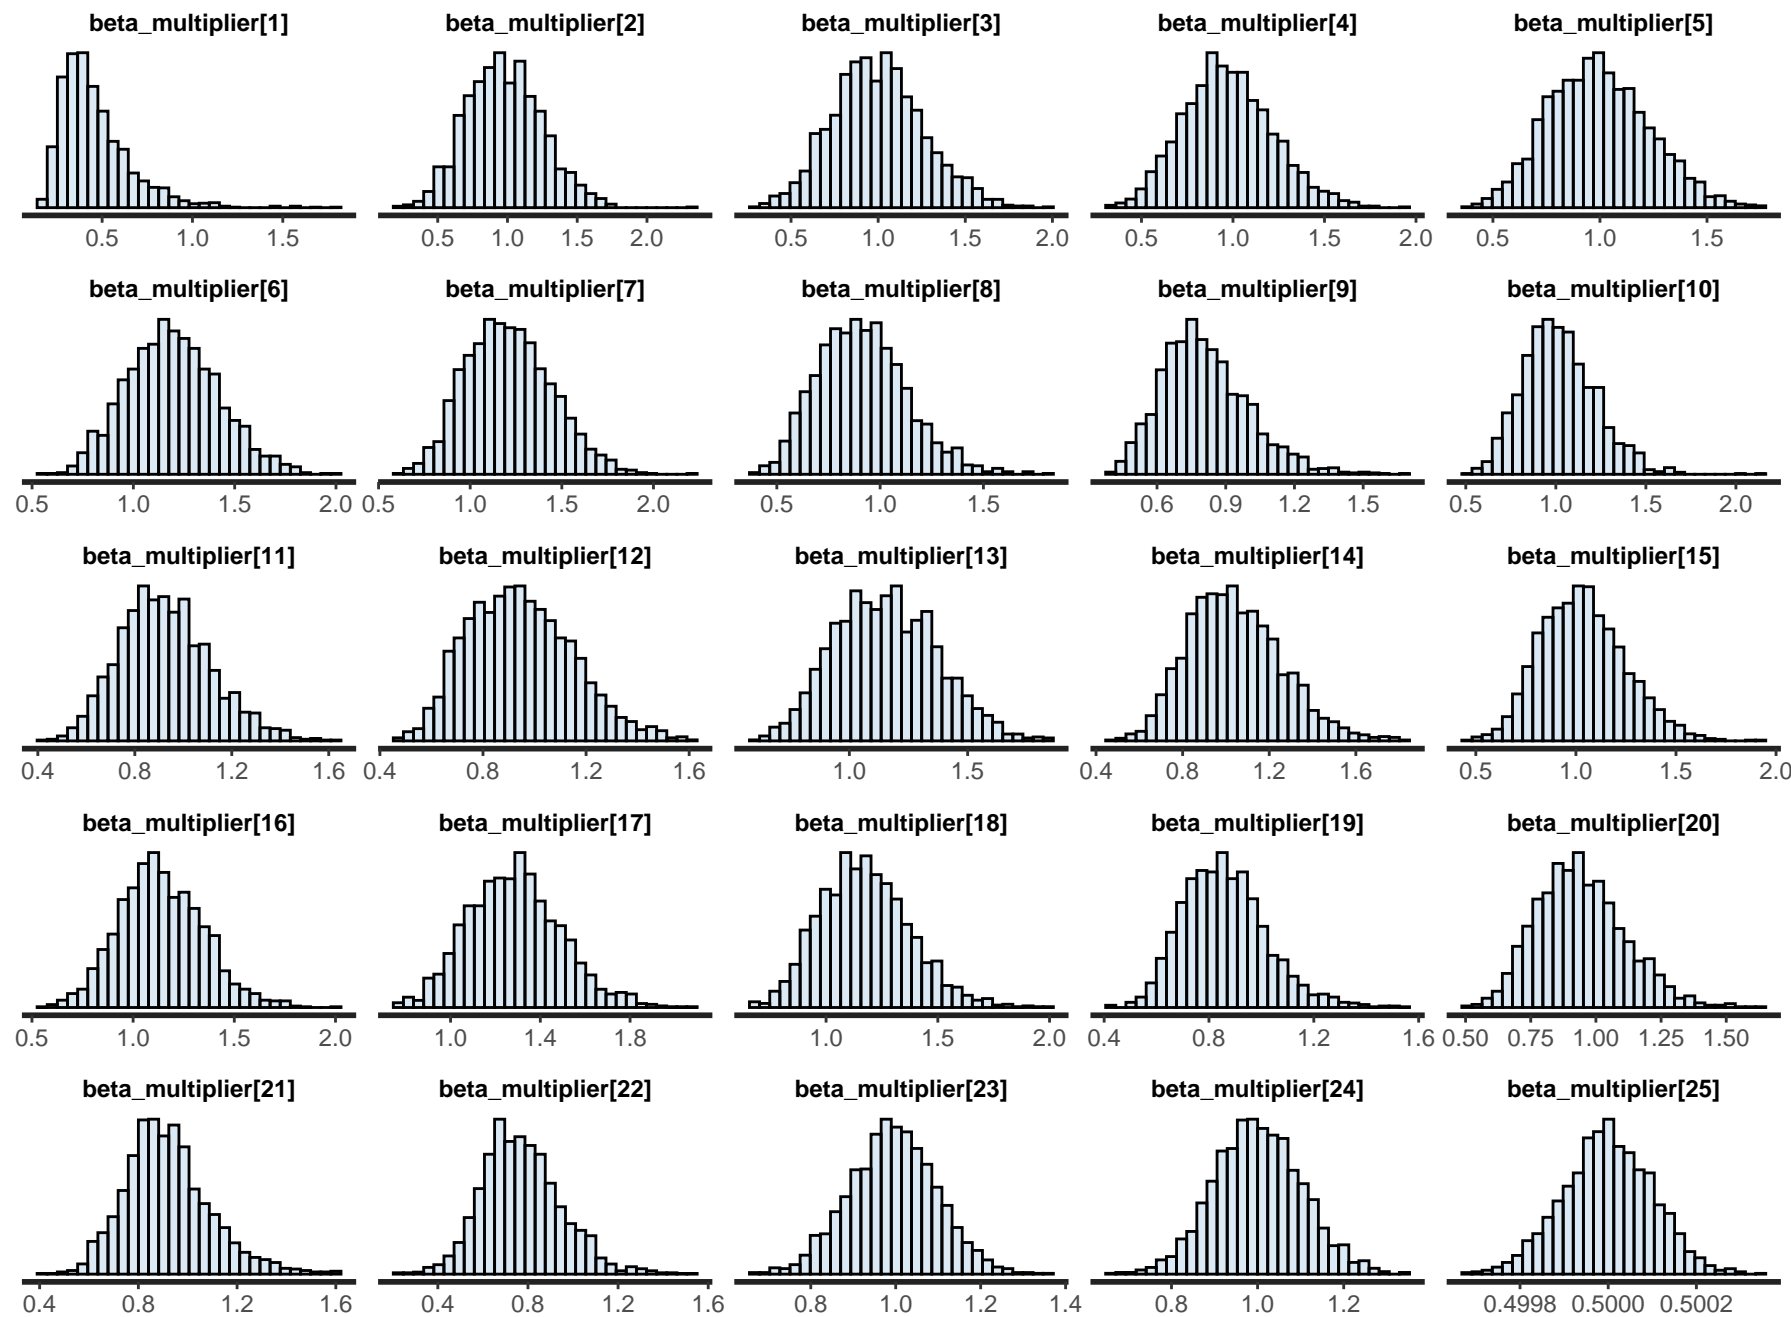 beta_multiplier[1] beta_multiplier[2] beta_multiplier[3] beta_multiplier[4] beta_multiplier[5]
0.5 1.0 1.5 0.5 1.0 1.5 2.0 0.5 1.0 1.5 2.0 0.5 1.0 1.5 2.0 0.5 1.0 1.5
beta_multiplier[6] beta_multiplier[7] beta_multiplier[8] beta_multiplier[9] beta_multiplier[10]
0.5 1.0 1.5 2.0 0.5 1.0 1.5 2.0 0.5 1.0 1.5 0.6 0.9 1.2 1.5 0.5 1.0 1.5 2.0
beta_multiplier[11] beta_multiplier[12] beta_multiplier[13] beta_multiplier[14] beta_multiplier[15]
0.4 0.8 1.2 1.6 0.4 0.8 1.2 1.6 1.0 1.5 0.4 0.8 1.2 1.6 0.5 1.0 1.5 2.0
beta_multiplier[16] beta_multiplier[17] beta_multiplier[18] beta_multiplier[19] beta_multiplier[20]
0.5 1.0 1.5 2.0 1.0 1.4 1.8 1.0 1.5 2.0 0.4 0.8 1.2 1.6 0.50 0.75 1.00 1.25 1.50
beta_multiplier[21] beta_multiplier[22] beta_multiplier[23] beta_multiplier[24] beta_multiplier[25]
0.4 0.8 1.2 1.6 0.4 0.8 1.2 1.6 0.8 1.0 1.2 1.4 0.8 1.0 1.2 0.4998 0.5000 0.5002